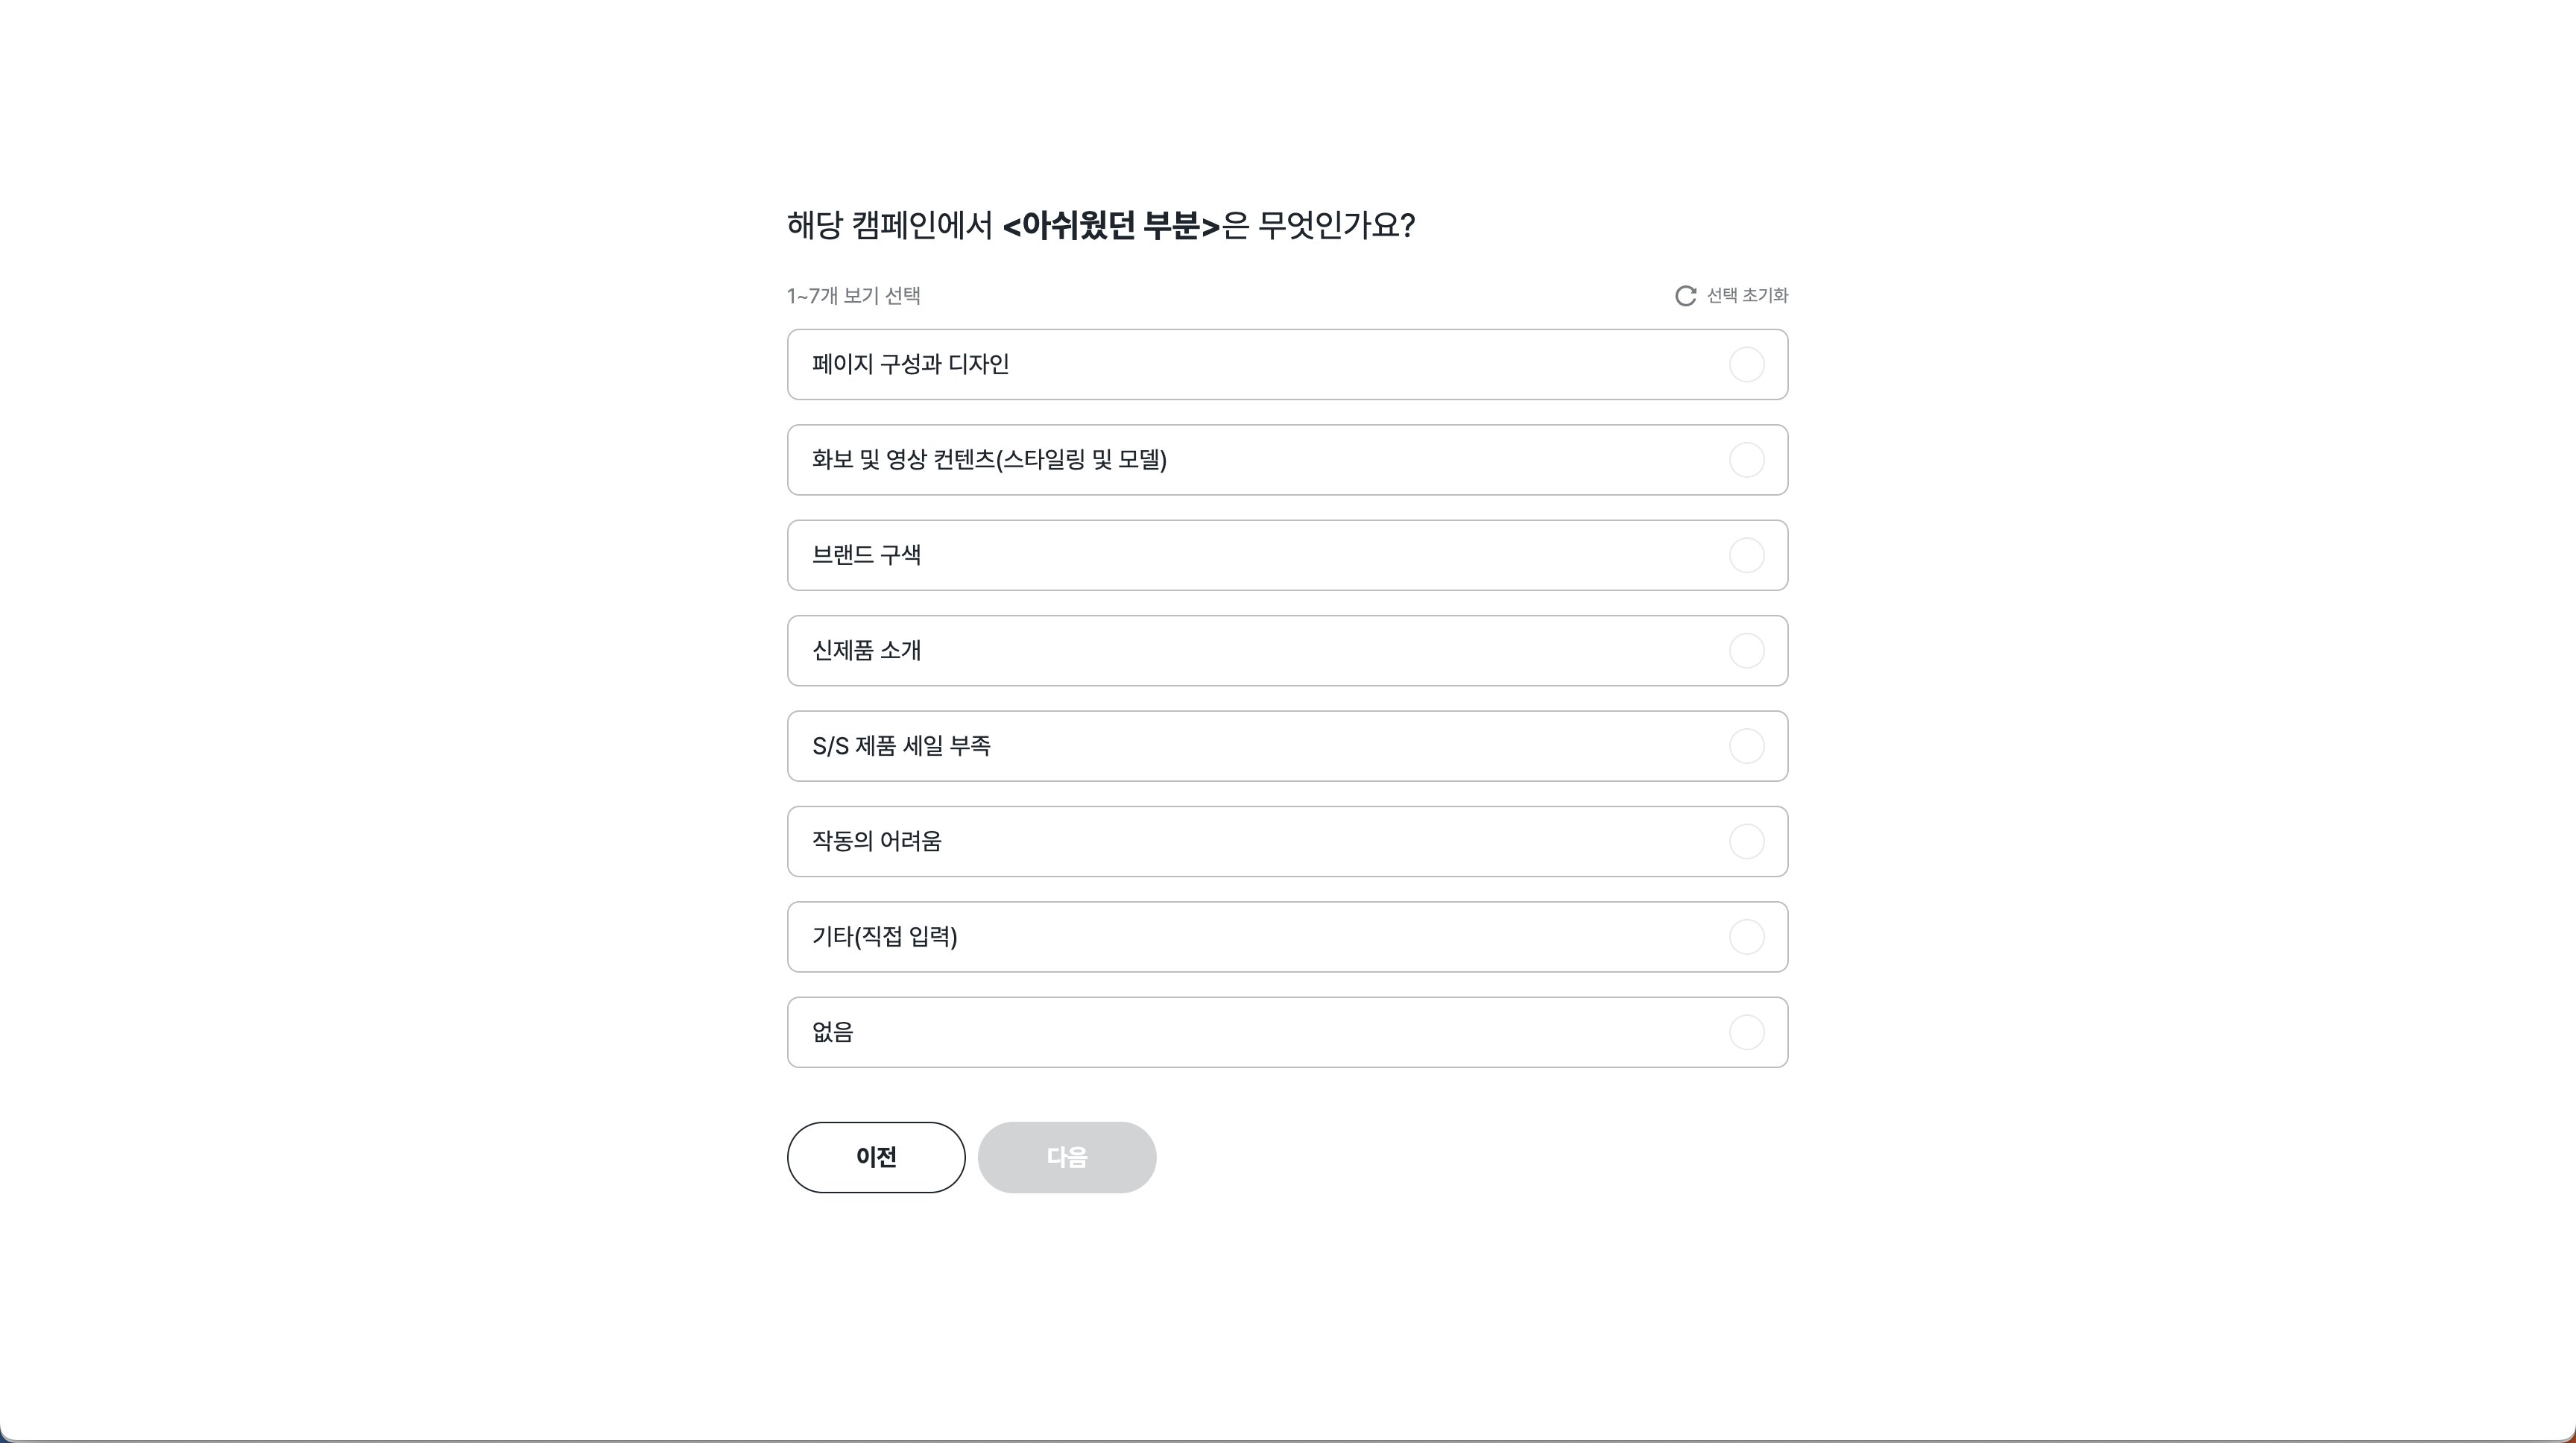 해당 캠페인에서 <아쉬웠던 부분>은 무엇인가요?
1~7개 보기 선택
선택 초기화
페이지 구성과 디자인
화보 및 영상 컨텐츠(스타일링 및 모델)
브랜드 구색
신제품 소개
S/S 제품 세일 부족
작동의 어려움
기타(직접 입력)
없음
이전
다음